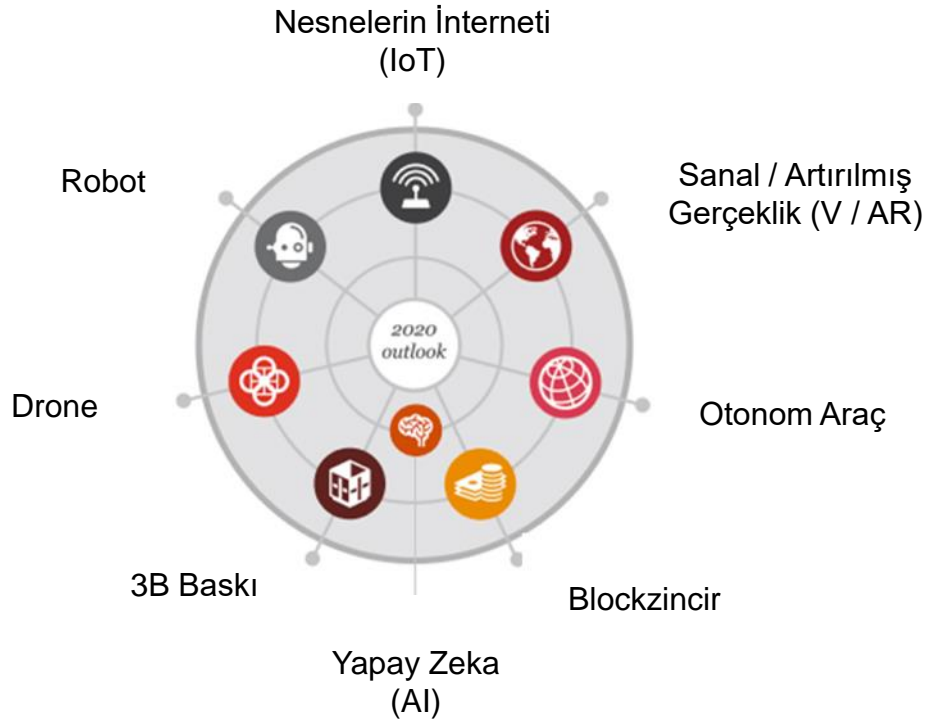 Nesnelerin İnterneti
(IoT)
Robot
Sanal / Artırılmış
Gerçeklik (V / AR)
2020
outlook
Drone
Otonom Araç
3B Baskı
Blockzincir
Yapay Zeka
(AI)